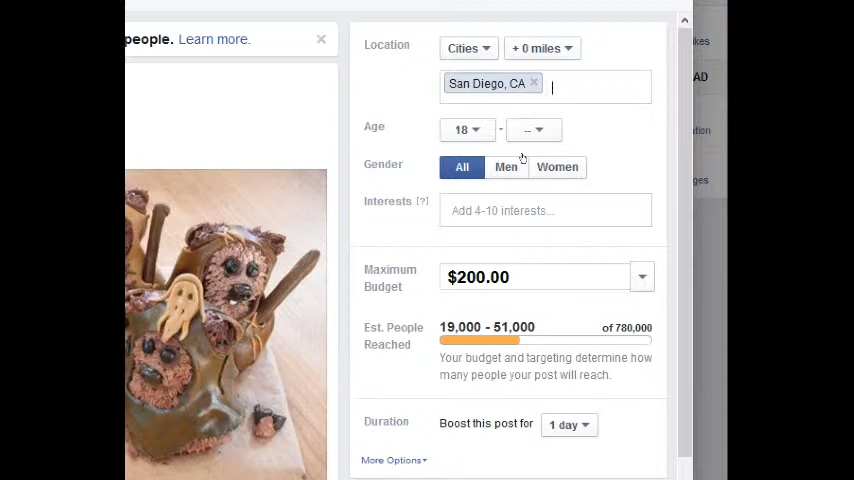 people. Learn more. ×
Location Cities + 0 miles
San Diego, CA ×
Age 18 - --
Gender All Men Women
Interests [?] Add 4-10 interests...
Maximum
Budget
$200.00
Est. People
Reached
19,000 - 51,000 of 780,000
Your budget and targeting determine how
many people your post will reach.
Duration Boost this post for 1 day
More Options
kes
AD
ation
ges